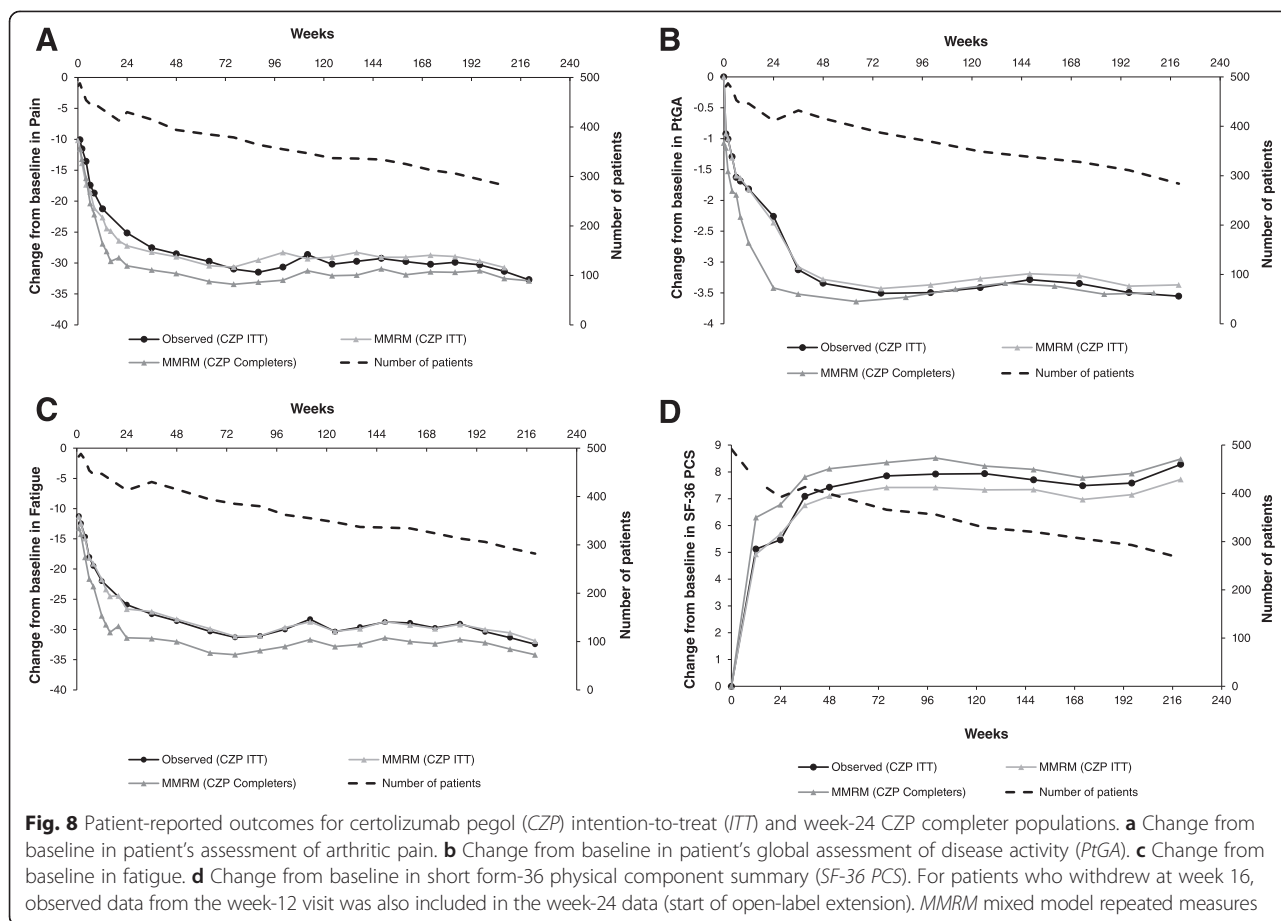 A
Weeks
0 24 48 72 96 120 144 168 192 216 240
0
-5
-10
-15
-20
-25
-30
-35
-40
Change from baseline in Pain
500
400
300
200
100
0
Number of patients
Observed (CZP ITT) MMRM (CZP ITT)
MMRM (CZP Completers) Number of patients
B
Weeks
0 24 48 72 96 120 144 168 192 216 240
0
-0.5
-1
-1.5
-2
-2.5
-3
-3.5
-4
Change from baseline in PtGA
500
400
300
200
100
0
Number of patients
Observed (CZP ITT) MMRM (CZP ITT)
MMRM (CZP Completers) Number of patients
C
Weeks
0 24 48 72 96 120 144 168 192 216 240
0
-5
-10
-15
-20
-25
-30
-35
-40
Change from baseline in Fatigue
500
400
300
200
100
0
Number of patients
Observed (CZP ITT) MMRM (CZP ITT)
MMRM (CZP Completers) Number of patients
D
9
8
7
6
5
4
3
2
1
0
Change from baseline in SF-36 PCS
500
400
300
200
100
0
Number of patients
0 24 48 72 96 120 144 168 192 216 240
Weeks
Observed (CZP ITT) MMRM (CZP ITT)
MMRM (CZP Completers) Number of patients
Fig. 8 Patient-reported outcomes for certolizumab pegol (CZP) intention-to-treat (ITT) and week-24 CZP completer populations. a Change from
baseline in patient's assessment of arthritic pain. b Change from baseline in patient's global assessment of disease activity (PtGA). c Change from
baseline in fatigue. d Change from baseline in short form-36 physical component summary (SF-36 PCS). For patients who withdrew at week 16,
observed data from the week-12 visit was also included in the week-24 data (start of open-label extension). MMRM mixed model repeated measures